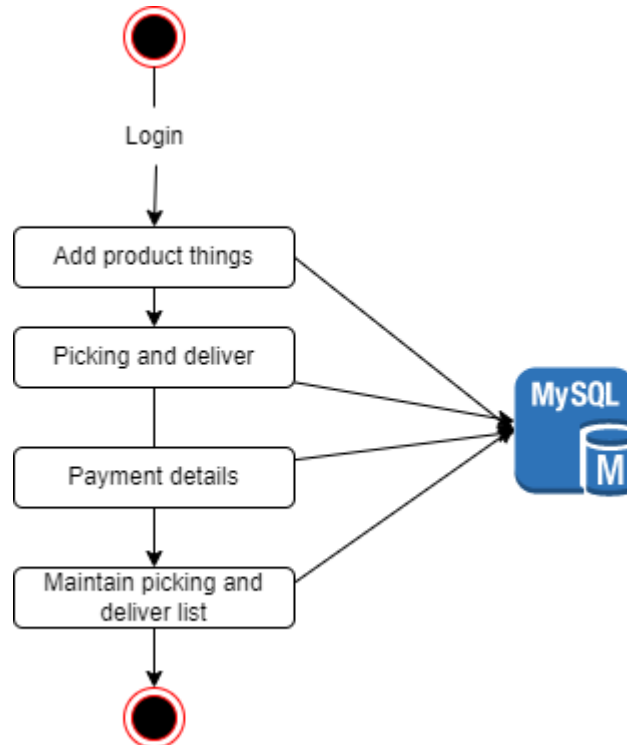 Login
Add product things
Picking and deliver
MySQL
M
Payment details
Maintain picking and
deliver list